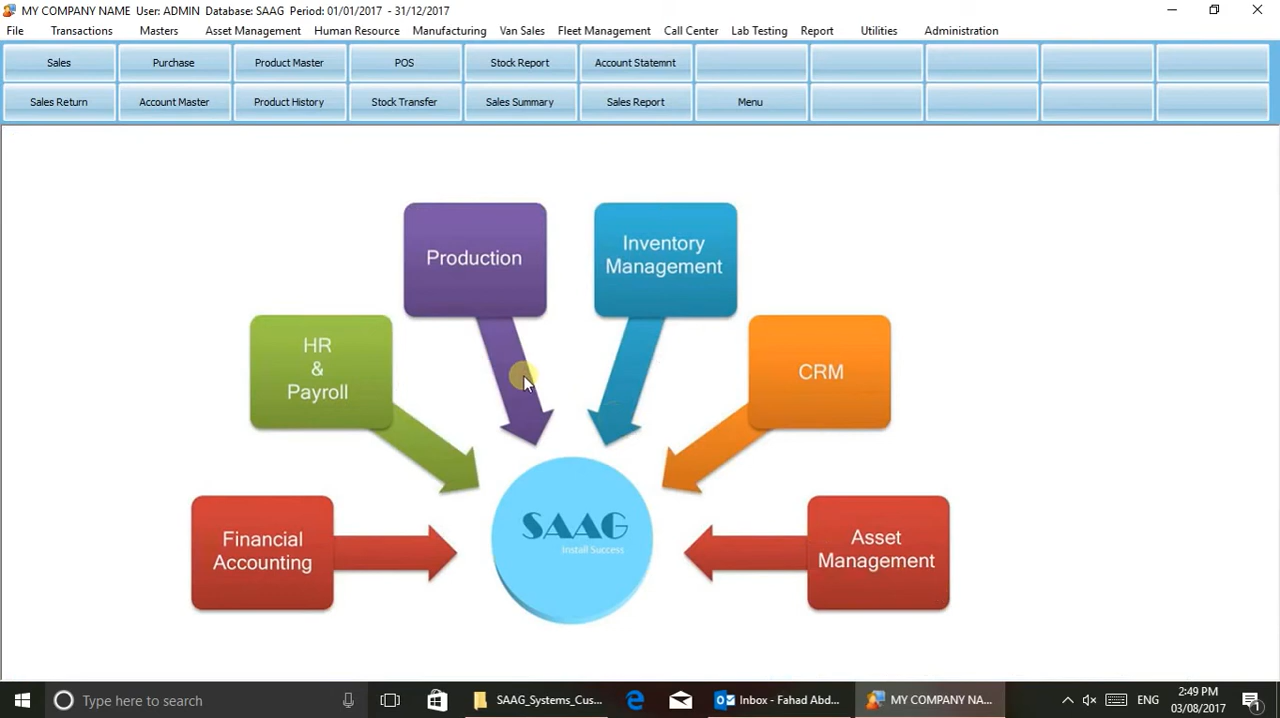 MY COMPANY NAME User: ADMIN Database: SAAG Period: 01/01/2017 - 31/12/2017
File Transactions Masters Asset Management Human Resource Manufacturing Van Sales Fleet Management Call Center Lab Testing Report Utilities Administration
Sales Purchase Product Master POS Stock Report Account Statemnt
Sales Return Account Master Product History Stock Transfer Sales Summary Sales Report Menu
Production
Inventory
Management
HR
&
Payroll
CRM
Financial
Accounting
SAAG
Install Success
Asset
Management
Type here to search
SAAG_Systems_Cus...
Inbox - Fahad Abd...
MY COMPANY NA...
ENG
2:49 PM
03/08/2017
1